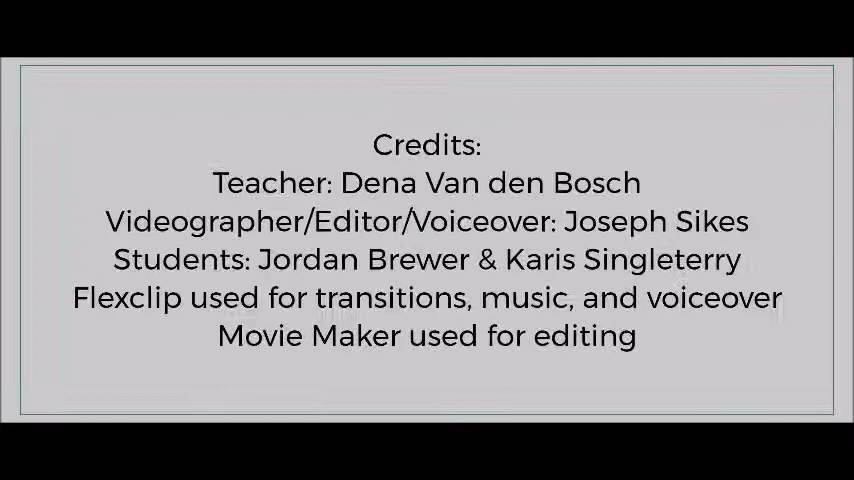 Credits:
Teacher: Dena Van den Bosch
Videographer/Editor/Voiceover: Joseph Sikes
Students: Jordan Brewer & Karis Singleterry
Flexclip used for transitions, music, and voiceover
Movie Maker used for editing